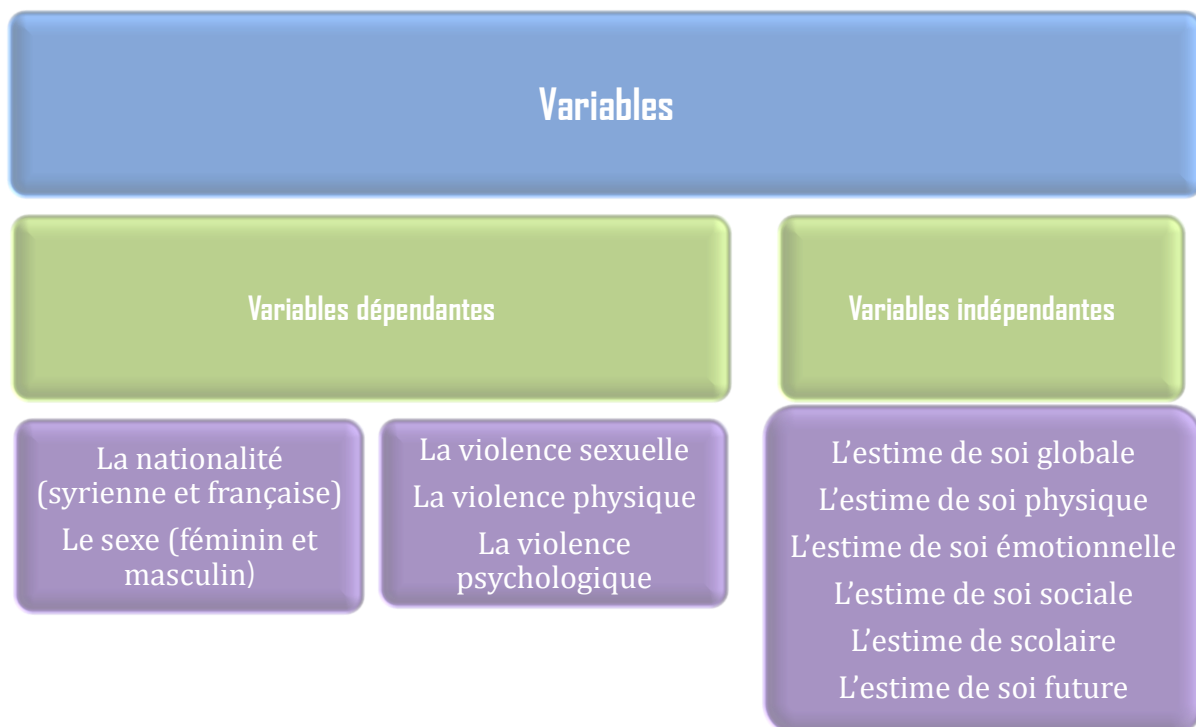 Variables
Variables dépendantes
Variables indépendantes
La nationalité
(syrienne et française)
Le sexe (féminin et
masculin)
La violence sexuelle
La violence physique
La violence
psychologique
L’estime de soi globale
L’estime de soi physique
L’estime de soi émotionnelle
L’estime de soi sociale
L’estime de scolaire
L’estime de soi future